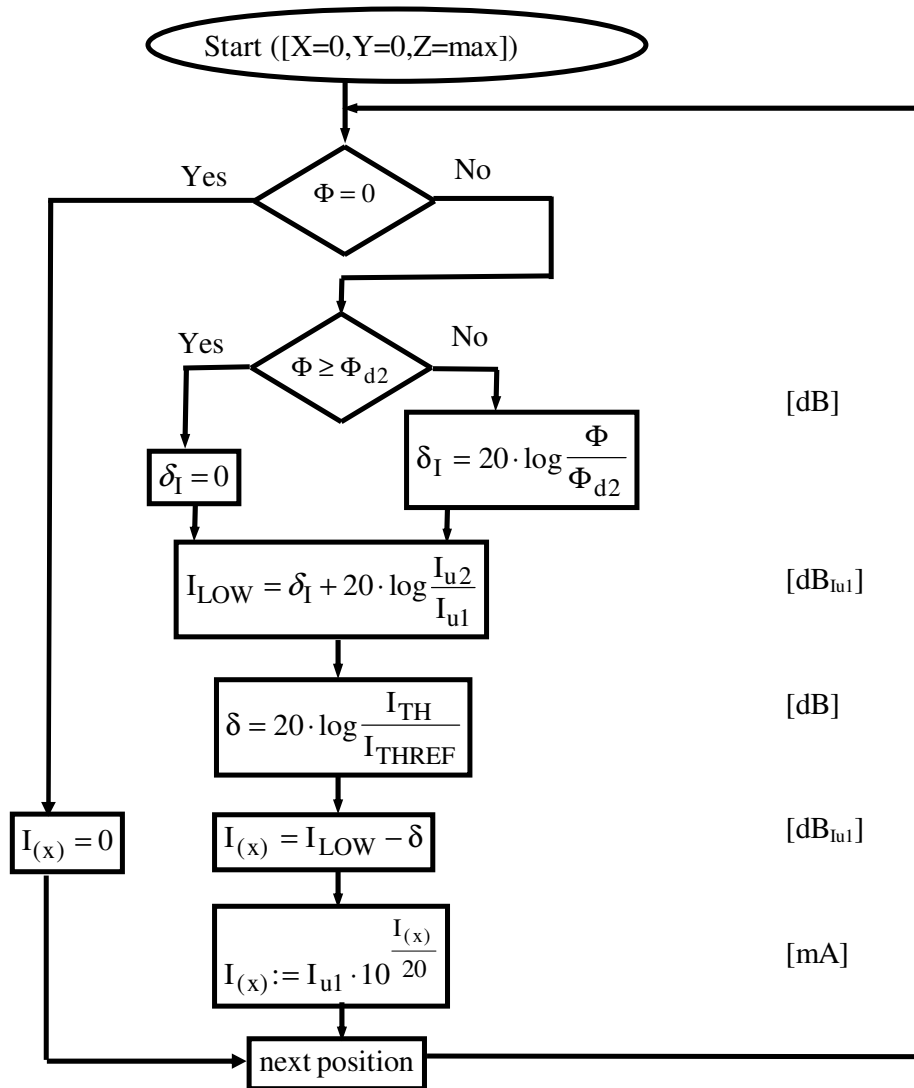 Start ([X=0,Y=0,Z=max])
Yes
No
Φ = 0
Yes
No
Φ ≥ Φd2
[dB]
δI = 0
δI = 20 · log Φ/Φd2
ILOW = δI + 20 · log Iu2/Iu1
[dBIu1]
δ = 20 · log ITH/ITHREF
[dB]
I(x) = 0
I(x) = ILOW − δ
[dBIu1]
I(x) := Iu1 · 10^(I(x)/20)
[mA]
next position